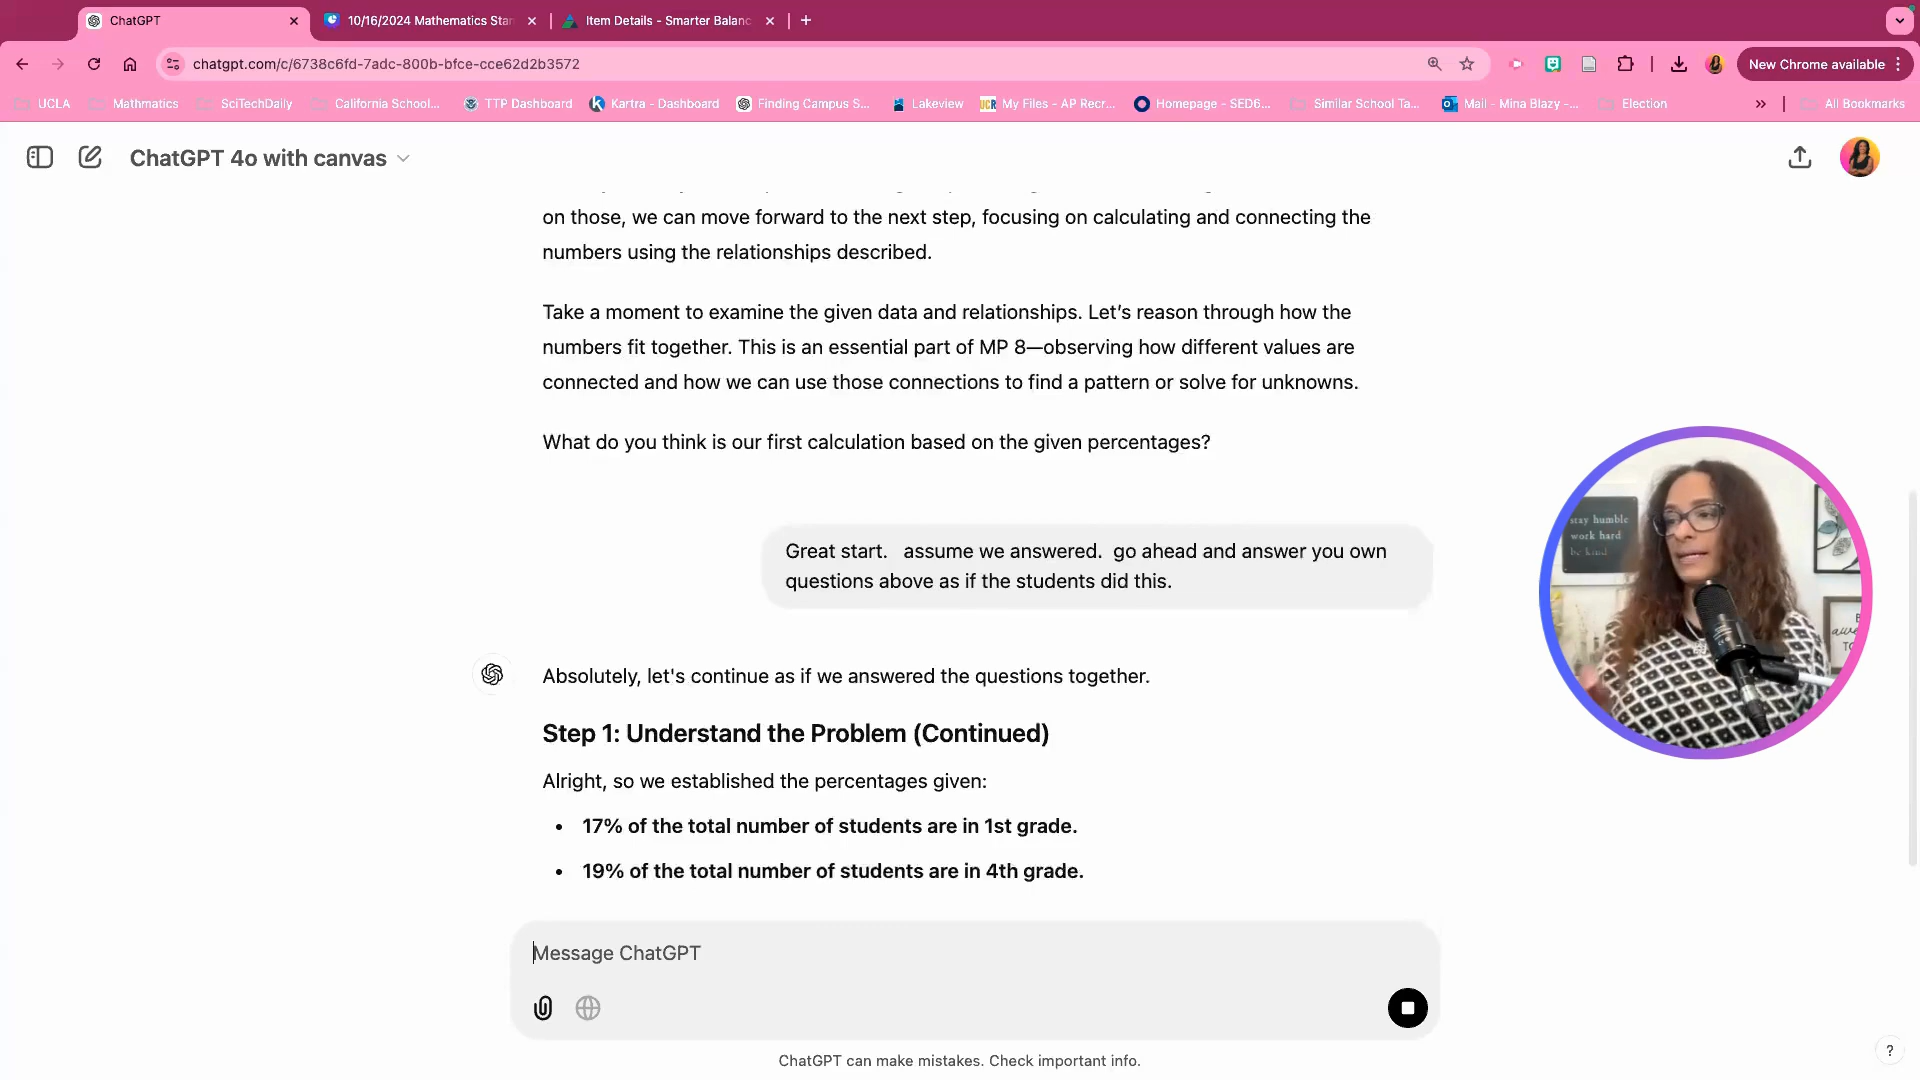 ChatGPT
10/16/2024 Mathematics Stan
Item Details - Smarter Balanc
chatgpt.com/c/6738c6fd-7adc-800b-bfce-cce62d2b3572
New Chrome available
UCLA
Mathmatics
SciTechDaily
California School...
TTP Dashboard
Kartra - Dashboard
Finding Campus S...
Lakeview
UCR
My Files - AP Recr...
Homepage - SED6...
Similar School Ta...
Mail - Mina Blazy -...
Election
All Bookmarks
ChatGPT 4o with canvas
on those, we can move forward to the next step, focusing on calculating and connecting the
numbers using the relationships described.
Take a moment to examine the given data and relationships. Let’s reason through how the
numbers fit together. This is an essential part of MP 8—observing how different values are
connected and how we can use those connections to find a pattern or solve for unknowns.
What do you think is our first calculation based on the given percentages?
Great start.   assume we answered.  go ahead and answer you own
questions above as if the students did this.
stay humble
work hard
be kind
Absolutely, let's continue as if we answered the questions together.
Step 1: Understand the Problem (Continued)
Alright, so we established the percentages given:
• 17% of the total number of students are in 1st grade.
• 19% of the total number of students are in 4th grade.
Message ChatGPT
ChatGPT can make mistakes. Check important info.
?